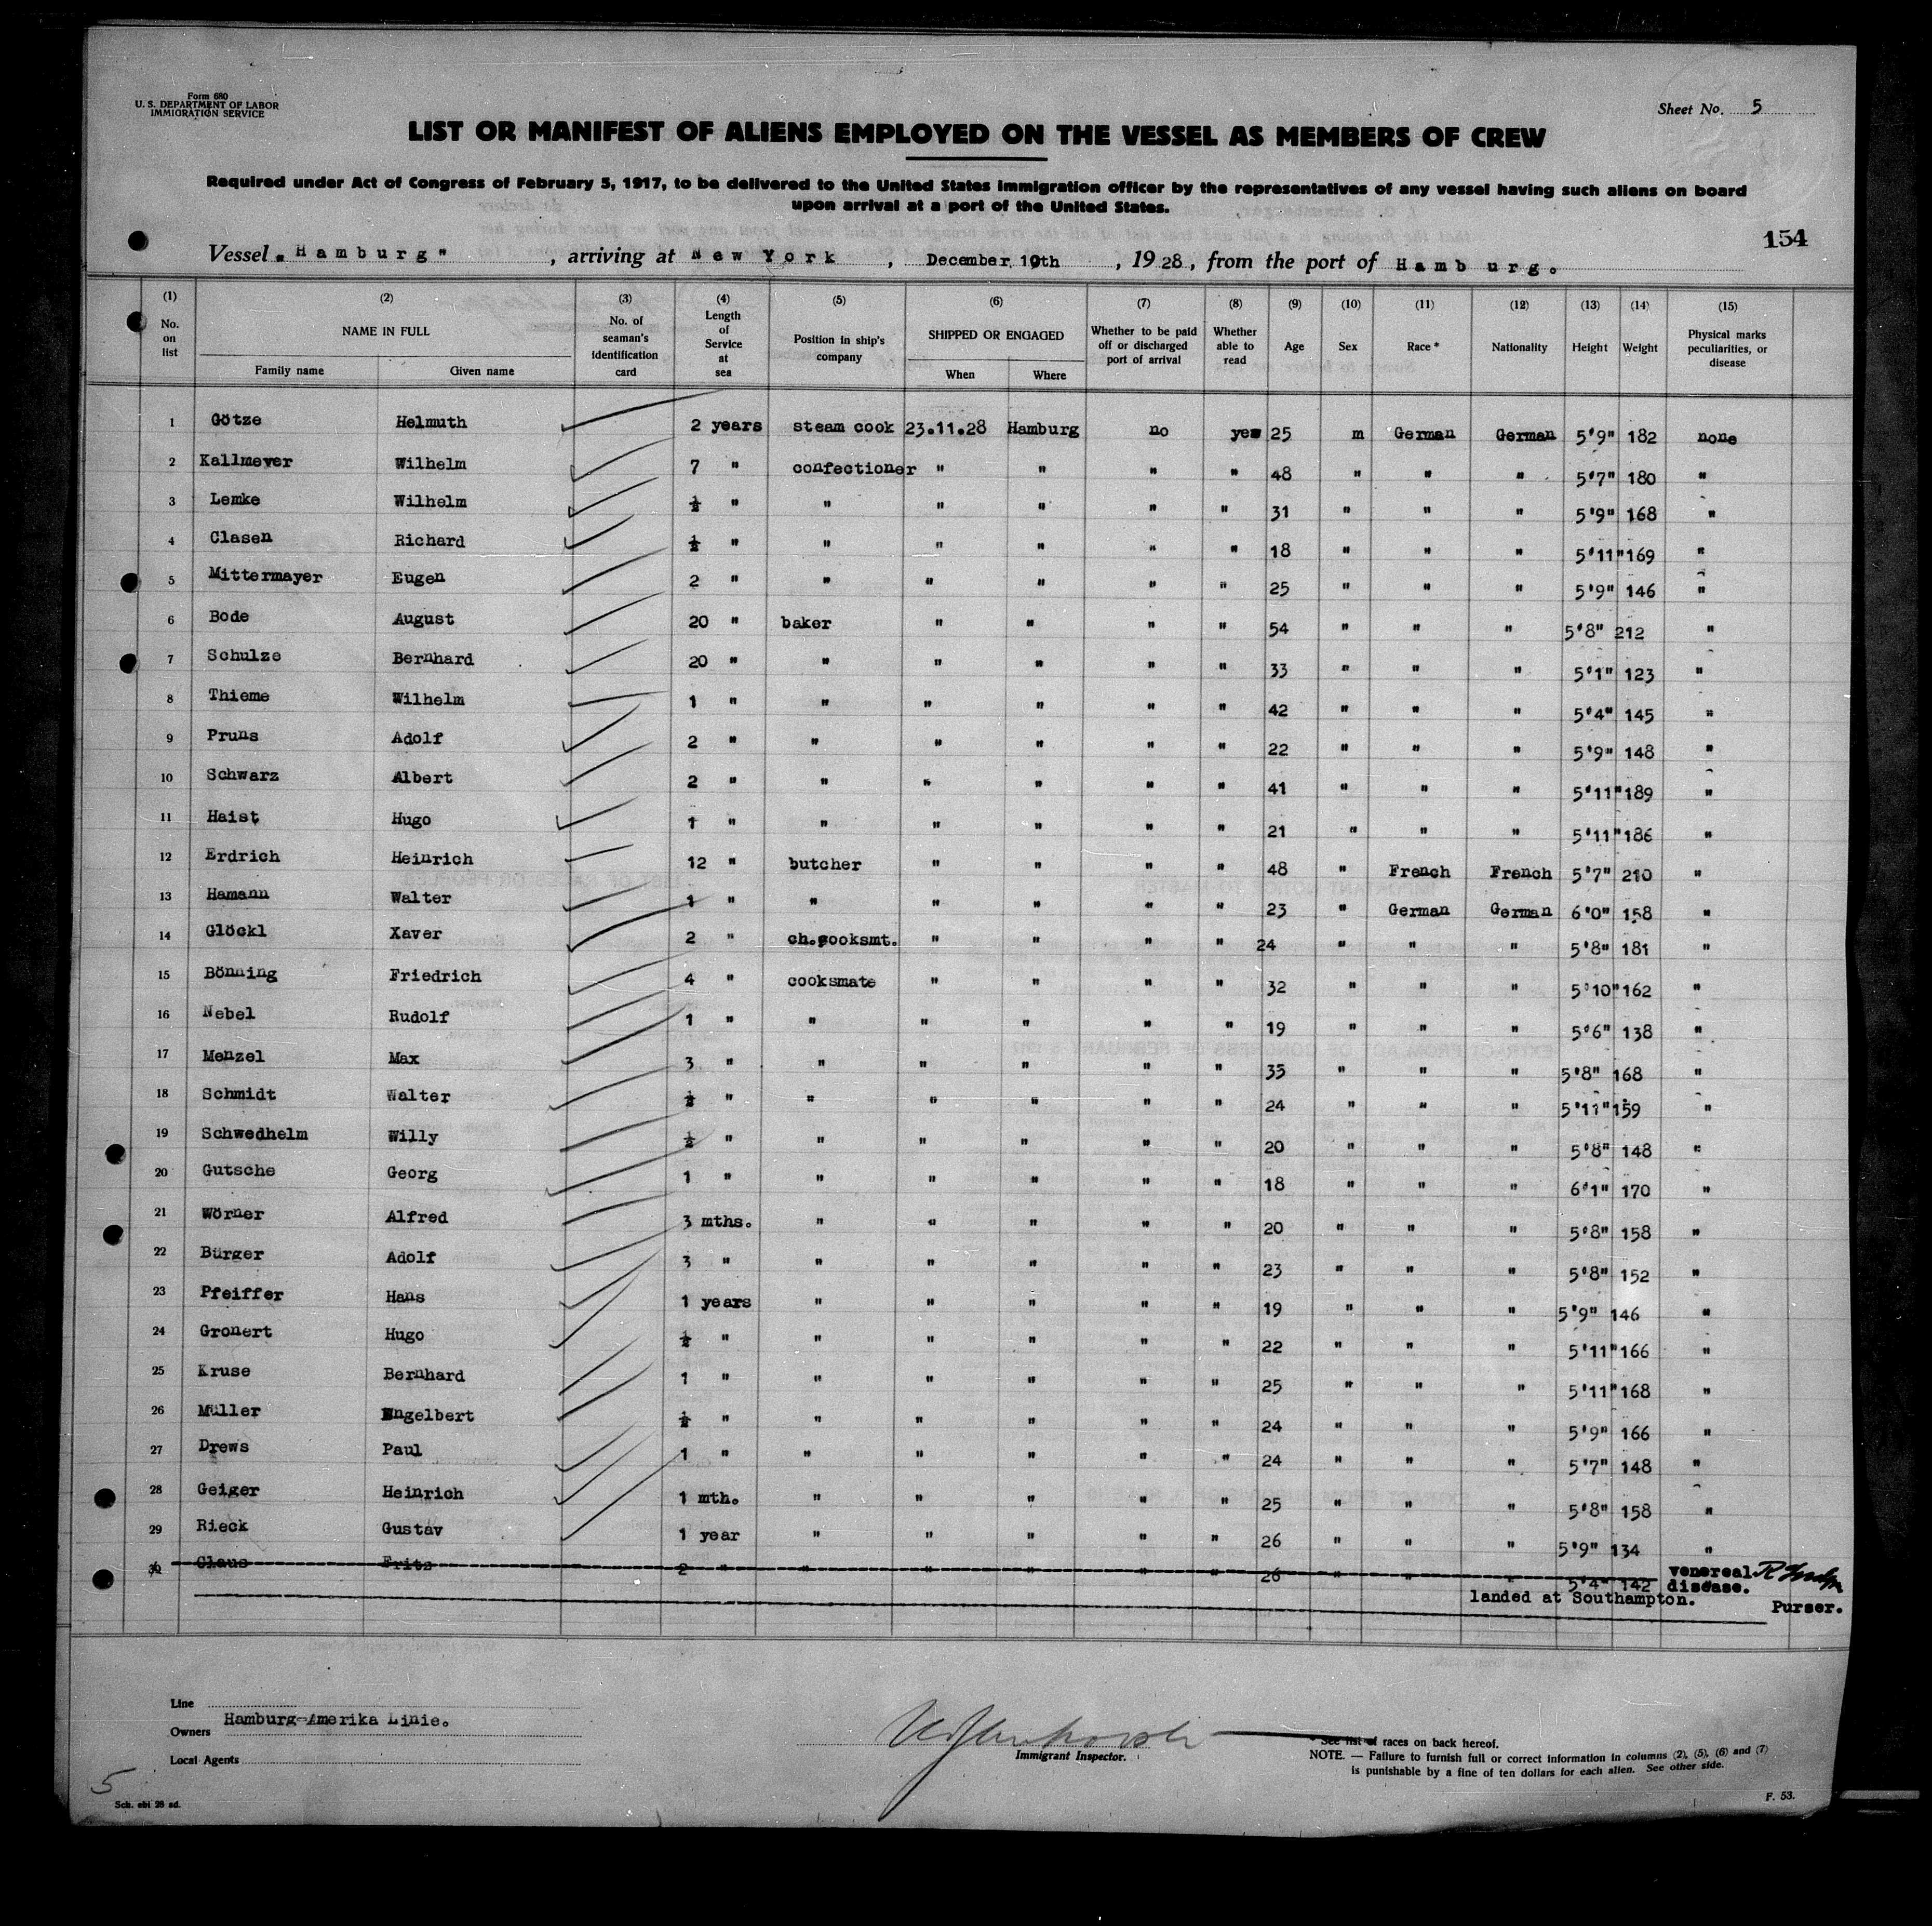 Form 680
U. S. DEPARTMENT OF LABOR
IMMIGRATION SERVICE
Sheet No. 5
LIST OR MANIFEST OF ALIENS EMPLOYED ON THE VESSEL AS MEMBERS OF CREW
Required under Act of Congress of February 5, 1917, to be delivered to the United States Immigration officer by the representatives of any vessel having such aliens on board
upon arrival at a port of the United States.
154
Vessel "Hamburg", arriving at New York, December 10th, 1928, from the port of Hamburg.
(1) (2) (3) (4) (5) (6) (7) (8) (9) (10) (11) (12) (13) (14) (15)
No. on list NAME IN FULL Family name Given name No. of seaman's identification card Length of Service at sea Position in ship's company SHIPPED OR ENGAGED When Where Whether to be paid off or discharged port of arrival Whether able to read Age Sex Race * Nationality Height Weight Physical marks peculiarities, or disease
1 Götze Helmuth 2 years steam cook 23.11.28 Hamburg no yes 25 m German German 5'9" 182 none
2 Kallmeyer Wilhelm 7 " confectioner " " " " 48 " " " 5'7" 180 "
3 Lemke Wilhelm ½ " " " " " " 31 " " " 5'9" 168 "
4 Clasen Richard ½ " " " " " " 18 " " " 5'11" 169 "
5 Mittermayer Eugen 2 " " " " " " 25 " " " 5'9" 146 "
6 Bode August 20 " baker " " " " 54 " " " 5'8" 212 "
7 Schulze Bernhard 20 " " " " " " 33 " " " 5'1" 123 "
8 Thieme Wilhelm 1 " " " " " " 42 " " " 5'4" 145 "
9 Pruns Adolf 2 " " " " " " 22 " " " 5'9" 148 "
10 Schwarz Albert 2 " " " " " " 41 " " " 5'11" 189 "
11 Haist Hugo 1 " " " " " " 21 " " " 5'11" 186 "
12 Erdrich Heinrich 12 " butcher " " " " 48 " French French 5'7" 210 "
13 Hamann Walter 1 " " " " " " 23 " German German 6'0" 158 "
14 Glöckl Xaver 2 " ch.cooksmt. " " " " 24 " " " 5'8" 181 "
15 Bönning Friedrich 4 " cooksmate " " " " 32 " " " 5'10" 162 "
16 Nebel Rudolf 1 " " " " " " 19 " " " 5'6" 138 "
17 Menzel Max 3 " " " " " " 35 " " " 5'8" 168 "
18 Schmidt Walter ½ " " " " " " 24 " " " 5'11" 159 "
19 Schwedhelm Willy ½ " " " " " " 20 " " " 5'8" 148 "
20 Gutsche Georg 1 " " " " " " 18 " " " 6'1" 170 "
21 Wörner Alfred 3 mths. " " " " " 20 " " " 5'8" 158 "
22 Bürger Adolf 3 " " " " " " 23 " " " 5'8" 152 "
23 Pfeiffer Hans 1 years " " " " " 19 " " " 5'9" 146 "
24 Gronert Hugo ½ " " " " " " 22 " " " 5'11" 166 "
25 Kruse Bernhard 1 " " " " " " 25 " " " 5'11" 168 "
26 Müller Engelbert ½ " " " " " " 24 " " " 5'9" 166 "
27 Drews Paul 1 " " " " " " 24 " " " 5'7" 148 "
28 Geiger Heinrich 1 mth. " " " " " 25 " " " 5'8" 158 "
29 Rieck Gustav 1 year " " " " " 26 " " " 5'9" 134 "
30 Claus Fritz 2 " " " " " " 26 " " " 5'4" 142 venereal disease.
landed at Southampton.
Purser.
Line
Owners Hamburg-Amerika Linie.
Local Agents
Immigrant Inspector.
* See list of races on back hereof.
NOTE. — Failure to furnish full or correct information in columns (2), (5), (6) and (7)
is punishable by a fine of ten dollars for each alien. See other side.
5
Sch. ebi 28 sd.
F. 53.